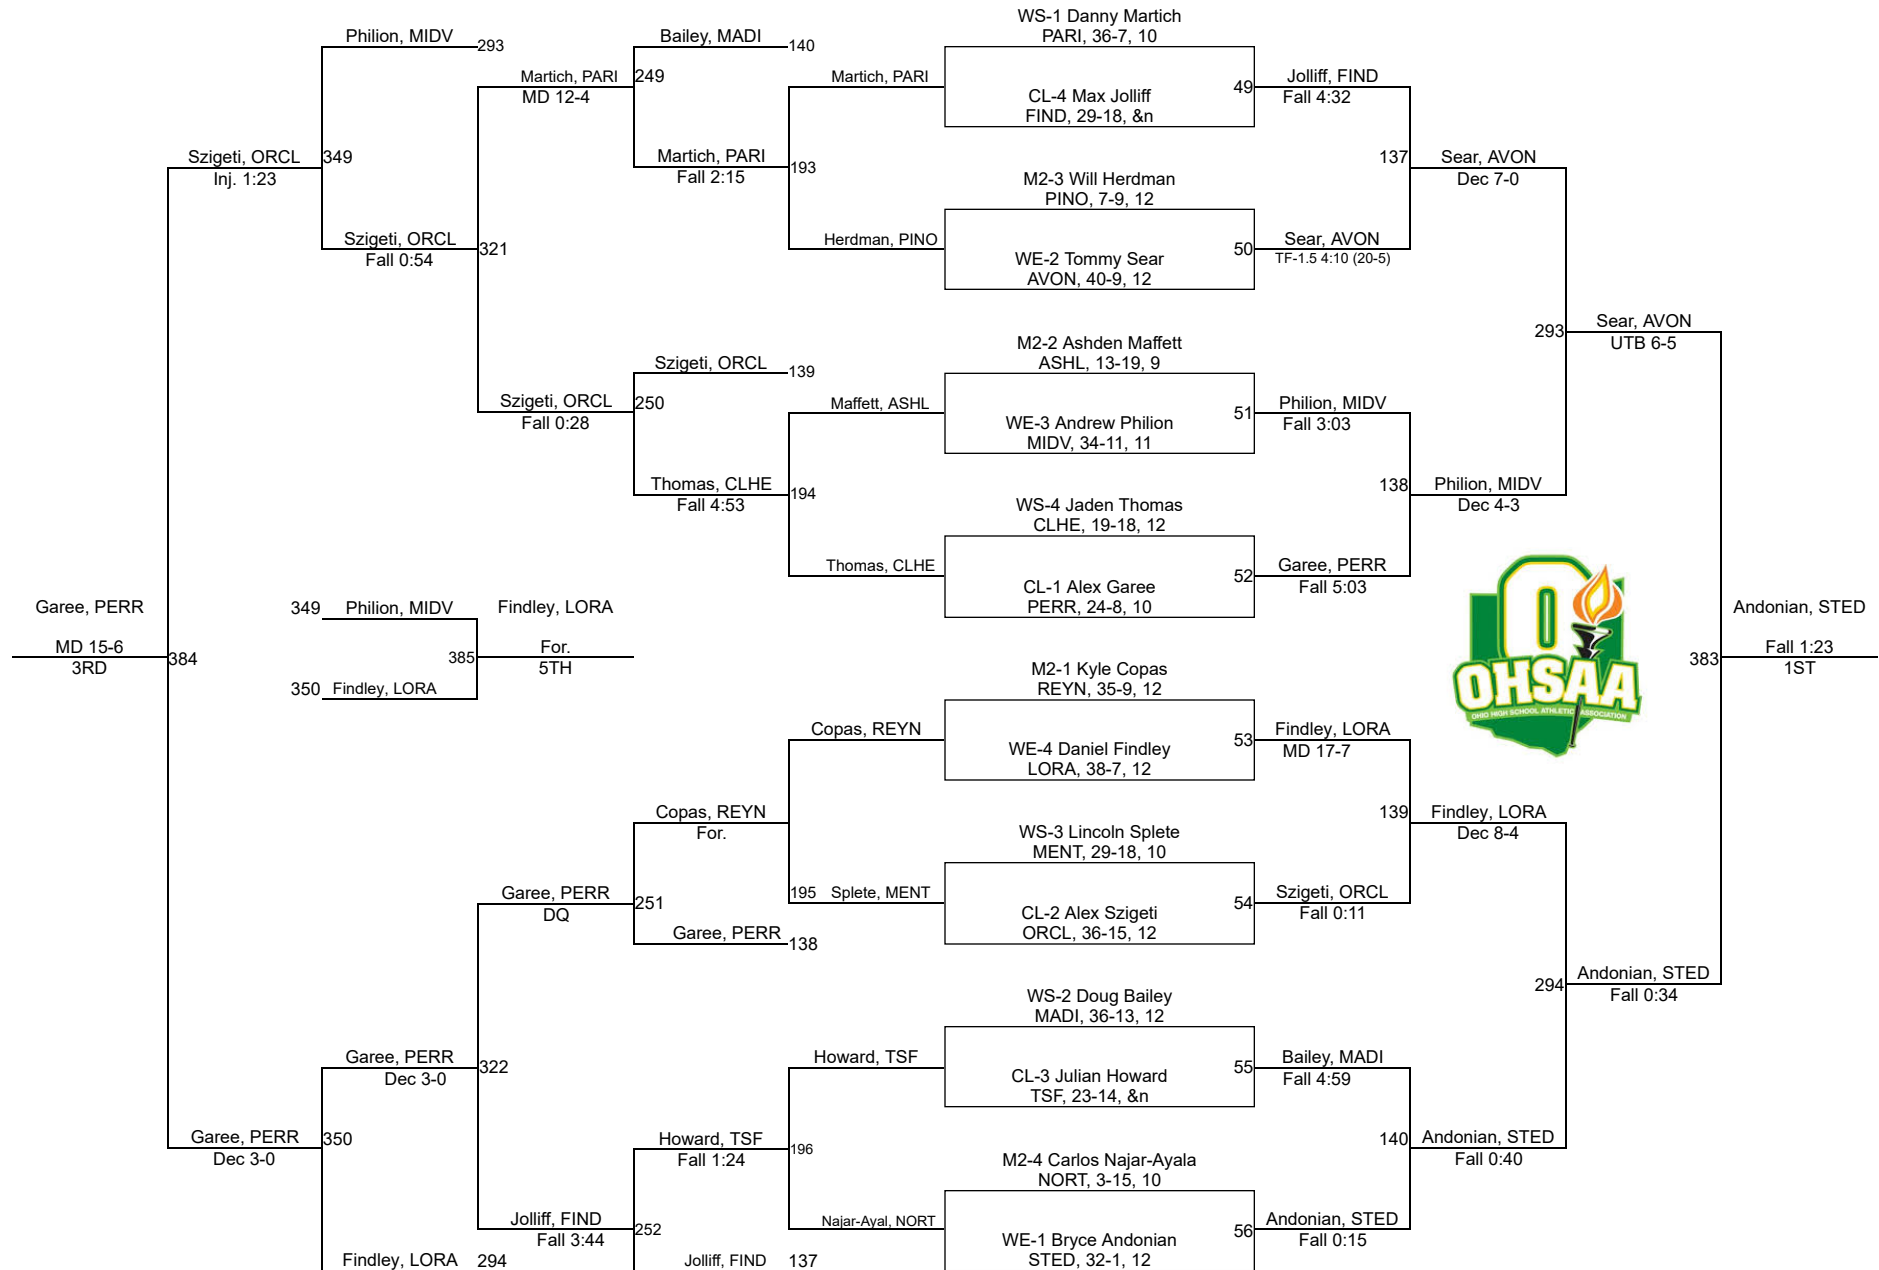 WS-1 Danny Martich
PARI, 36-7, 10
Philion, MIDV
293
Bailey, MADI
140
Martich, PARI
249
MD 12-4
Martich, PARI
CL-4 Max Jolliff
FIND, 29-18, &n
49
Jolliff, FIND
Fall 4:32
Szigeti, ORCL
349
Inj. 1:23
Martich, PARI
Fall 2:15
193
137
Sear, AVON
Dec 7-0
M2-3 Will Herdman
PINO, 7-9, 12
Szigeti, ORCL
Fall 0:54
321
Herdman, PINO
WE-2 Tommy Sear
AVON, 40-9, 12
50
Sear, AVON
TF-1.5 4:10 (20-5)
293
Sear, AVON
UTB 6-5
M2-2 Ashden Maffett
ASHL, 13-19, 9
Szigeti, ORCL
139
Szigeti, ORCL
Fall 0:28
250
Maffett, ASHL
WE-3 Andrew Philion
MIDV, 34-11, 11
51
Philion, MIDV
Fall 3:03
Thomas, CLHE
Fall 4:53
194
138
Philion, MIDV
Dec 4-3
WS-4 Jaden Thomas
CLHE, 19-18, 12
Thomas, CLHE
CL-1 Alex Garee
PERR, 24-8, 10
52
Garee, PERR
Fall 5:03
Garee, PERR
MD 15-6
3RD
384
349
Philion, MIDV
350
Findley, LORA
385
Findley, LORA
For.
5TH
O
OHSAA
OHIO HIGH SCHOOL ATHLETIC ASSOCIATION
383
Andonian, STED
Fall 1:23
1ST
M2-1 Kyle Copas
REYN, 35-9, 12
Copas, REYN
WE-4 Daniel Findley
LORA, 38-7, 12
53
Findley, LORA
MD 17-7
Copas, REYN
For.
139
Findley, LORA
Dec 8-4
WS-3 Lincoln Splete
MENT, 29-18, 10
Garee, PERR
DQ
251
195
Splete, MENT
CL-2 Alex Szigeti
ORCL, 36-15, 12
54
Szigeti, ORCL
Fall 0:11
Garee, PERR
138
294
Andonian, STED
Fall 0:34
WS-2 Doug Bailey
MADI, 36-13, 12
Garee, PERR
Dec 3-0
322
Howard, TSF
CL-3 Julian Howard
TSF, 23-14, &n
55
Bailey, MADI
Fall 4:59
Garee, PERR
Dec 3-0
350
Howard, TSF
Fall 1:24
196
140
Andonian, STED
Fall 0:40
M2-4 Carlos Najar-Ayala
NORT, 3-15, 10
Jolliff, FIND
Fall 3:44
252
Najar-Ayal, NORT
WE-1 Bryce Andonian
STED, 32-1, 12
56
Andonian, STED
Fall 0:15
Findley, LORA
294
Jolliff, FIND
137